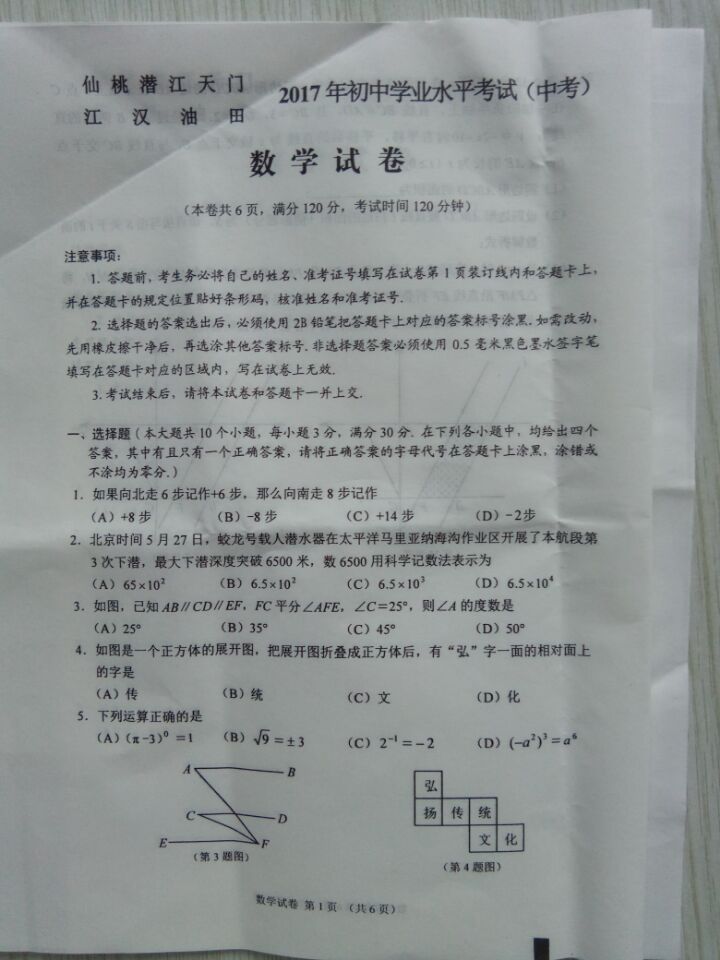 仙桃潜江天门
江汉油田
2017年初中学业水平考试（中考）
数学试卷
（本卷共6页，满分120分，考试时间120分钟）
注意事项：
1. 答题前，考生务必将自己的姓名、准考证号填写在试卷第1页装订线内和答题卡上，
并在答题卡的规定位置贴好条形码，核准姓名和准考证号.
2. 选择题的答案选出后，必须使用2B铅笔把答题卡上对应的答案标号涂黑.如需改动，
先用橡皮擦干净后，再选涂其他答案标号.非选择题答案必须使用0.5毫米黑色墨水签字笔
填写在答题卡对应的区域内，写在试卷上无效.
3.考试结束后，请将本试卷和答题卡一并上交.
一、选择题（本大题共10个小题，每小题3分，满分30分.在下列各小题中，均给出四个
答案，其中有且只有一个正确答案，请将正确答案的字母代号在答题卡上涂黑，涂错或
不涂均为零分.）
1．如果向北走6步记作+6步，那么向南走8步记作
（A）+8步 （B）-8步 （C）+14步 （D）-2步
2．北京时间5月27日，蛟龙号载人潜水器在太平洋马里亚纳海沟作业区开展了本航段第
3次下潜，最大下潜深度突破6500米，数6500用科学记数法表示为
（A）65×10² （B）6.5×10² （C）6.5×10³ （D）6.5×10⁴
3．如图，已知AB∥CD∥EF，FC平分∠AFE，∠C=25°，则∠A的度数是
（A）25° （B）35° （C）45° （D）50°
4．如图是一个正方体的展开图，把展开图折叠成正方体后，有“弘”字一面的相对面上
的字是
（A）传 （B）统 （C）文 （D）化
5．下列运算正确的是
（A）(π-3)⁰=1 （B）√9=±3 （C）2⁻¹=-2 （D）(-a²)³=a⁶
A B
C D
E F
（第3题图）
弘
扬 传 统
文 化
（第4题图）
数学试卷 第1页 （共6页）